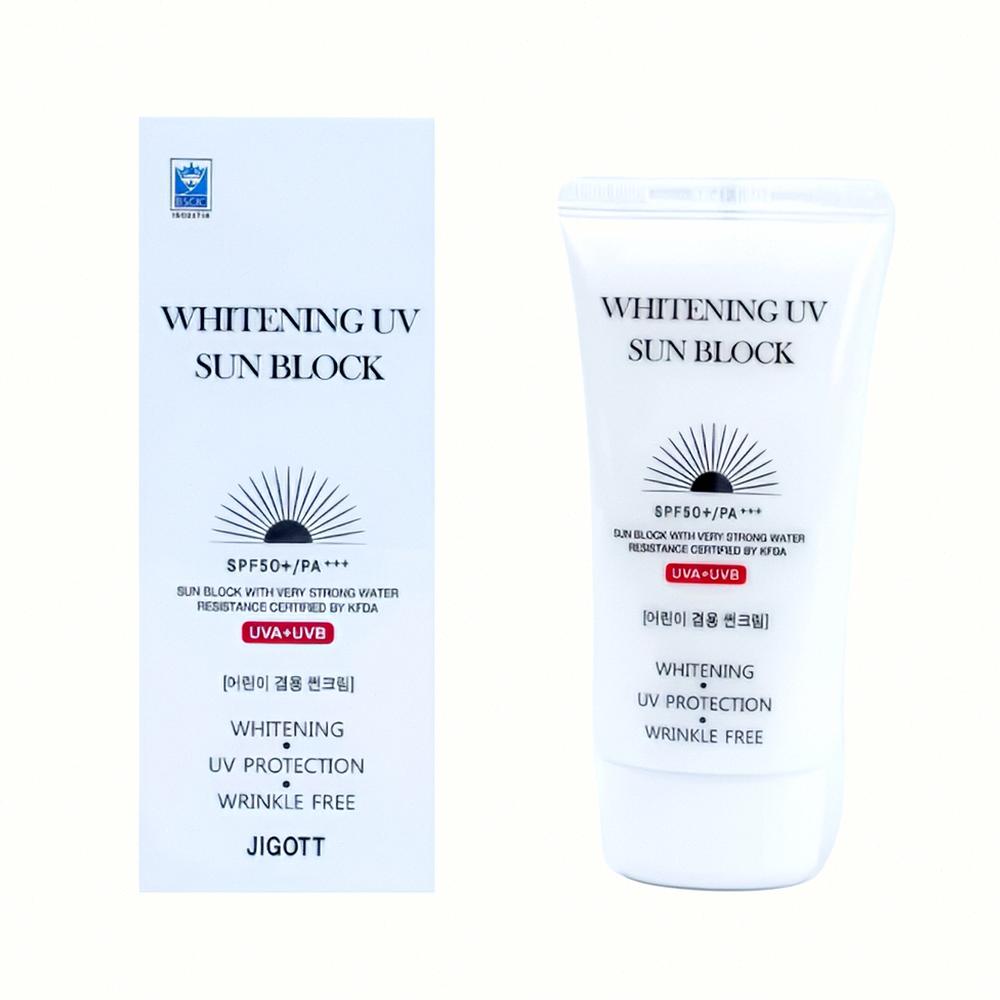 BSCIC
WHITENING UV
SUN BLOCK
SPF50+/PA+++
SUN BLOCK WITH VERY STRONG WATER
RESISTANCE CERTIFIED BY KFDA
UVA+UVB
[어린이 겸용 썬크림]
WHITENING
•
UV PROTECTION
•
WRINKLE FREE
JIGOTT
WHITENING UV
SUN BLOCK
SPF50+/PA+++
SUN BLOCK WITH VERY STRONG WATER
RESISTANCE CERTIFIED BY KFDA
UVA+UVB
[어린이 겸용 썬크림]
WHITENING
•
UV PROTECTION
•
WRINKLE FREE